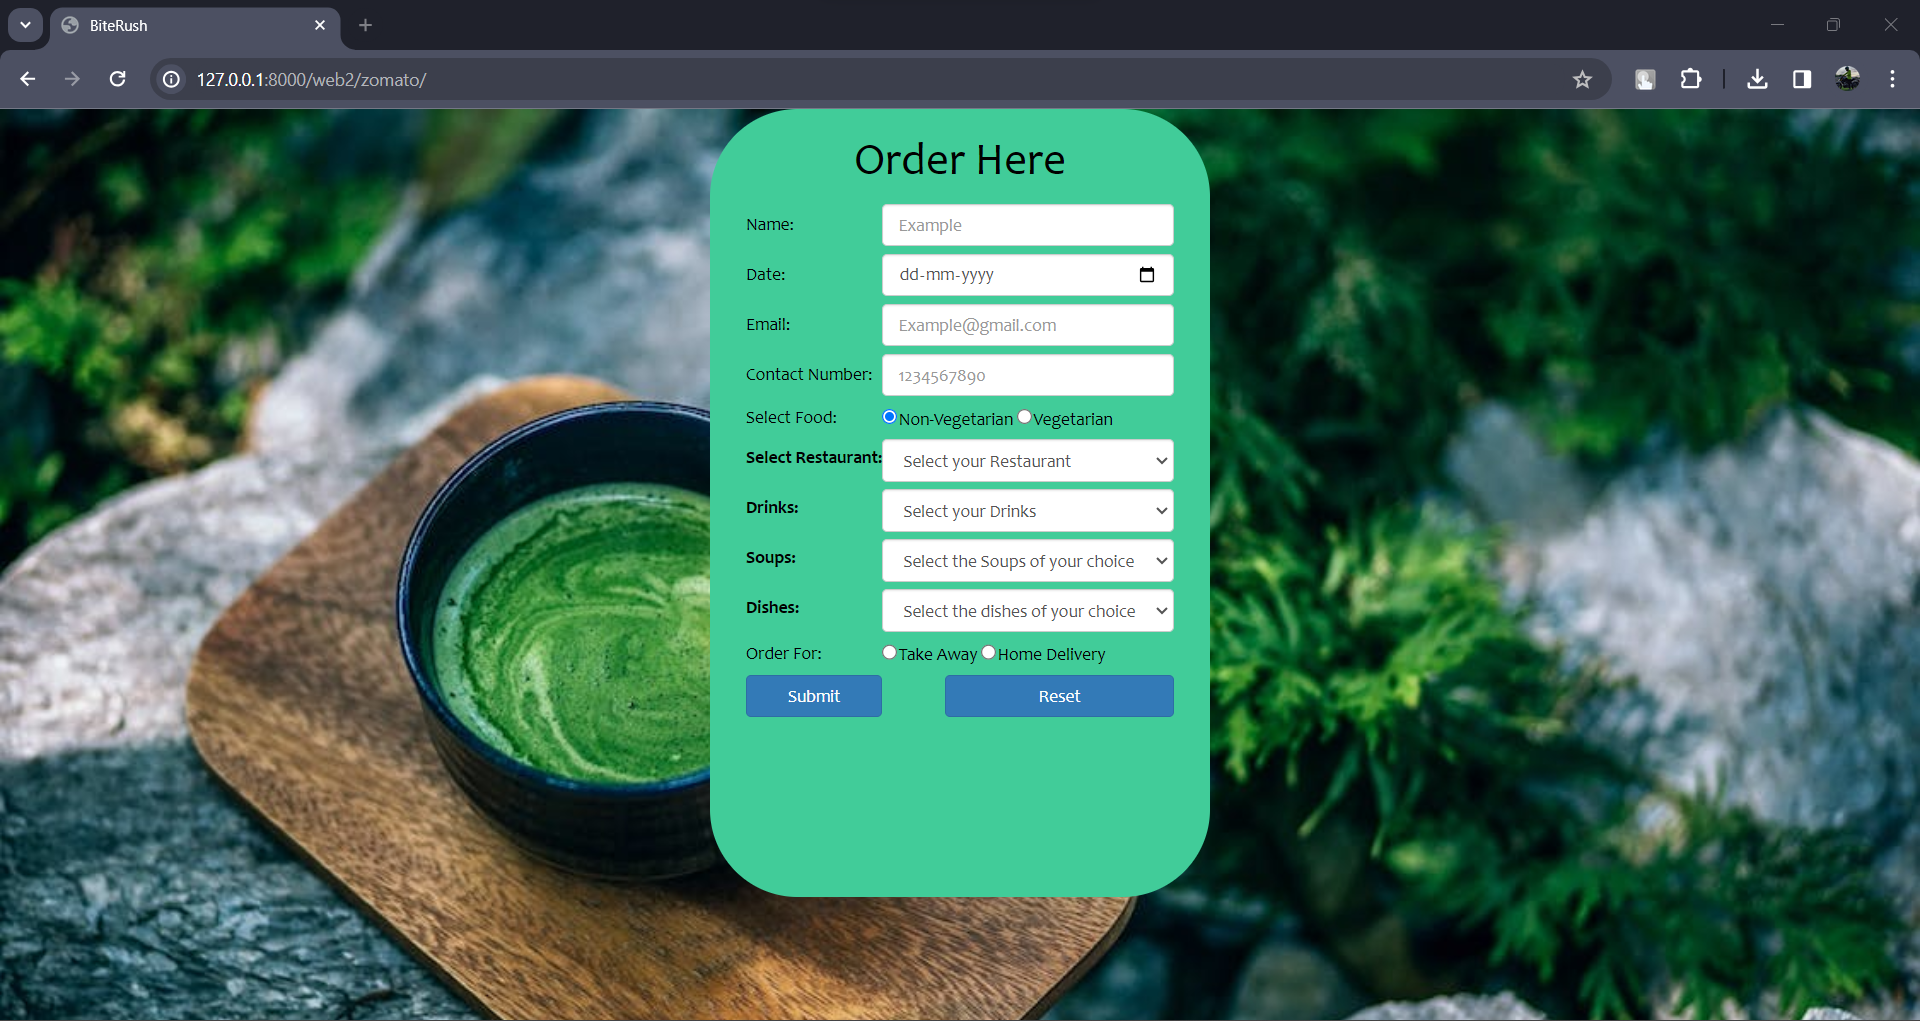 BiteRush
127.0.0.1:8000/web2/zomato/
Order Here
Name: Example
Date: dd-mm-yyyy
Email: Example@gmail.com
Contact Number: 1234567890
Select Food: Non-Vegetarian Vegetarian
Select Restaurant: Select your Restaurant
Drinks: Select your Drinks
Soups: Select the Soups of your choice
Dishes: Select the dishes of your choice
Order For: Take Away Home Delivery
Submit Reset